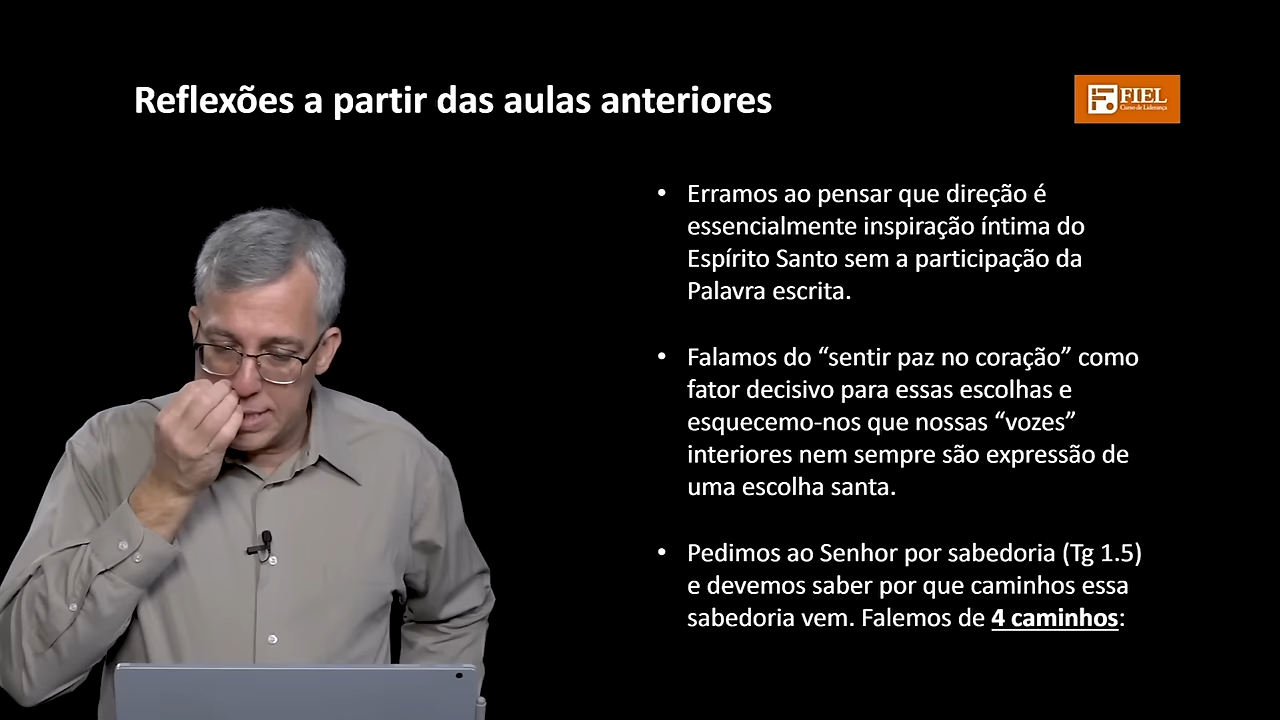 Reflexões a partir das aulas anteriores
FIEL
Curso de Liderança
• Erramos ao pensar que direção é
essencialmente inspiração íntima do
Espírito Santo sem a participação da
Palavra escrita.
• Falamos do “sentir paz no coração” como
fator decisivo para essas escolhas e
esquecemo-nos que nossas “vozes”
interiores nem sempre são expressão de
uma escolha santa.
• Pedimos ao Senhor por sabedoria (Tg 1.5)
e devemos saber por que caminhos essa
sabedoria vem. Falemos de 4 caminhos: